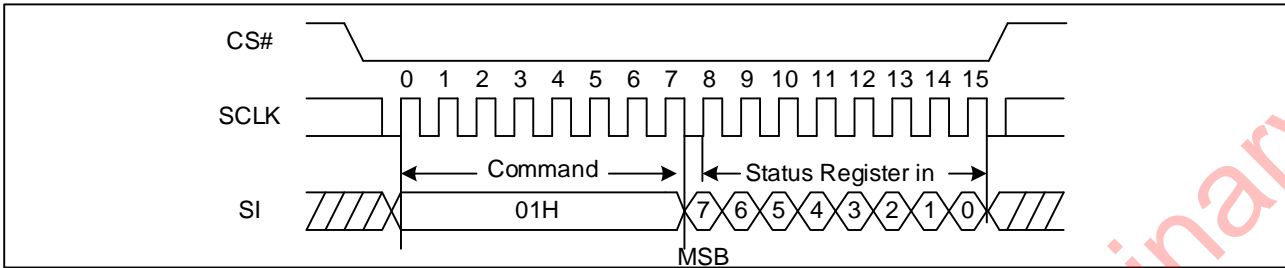 CS#
0 1 2 3 4 5 6 7 8 9 10 11 12 13 14 15
SCLK
Command
Status Register in
SI
01H
7 6 5 4 3 2 1 0
MSB
inary